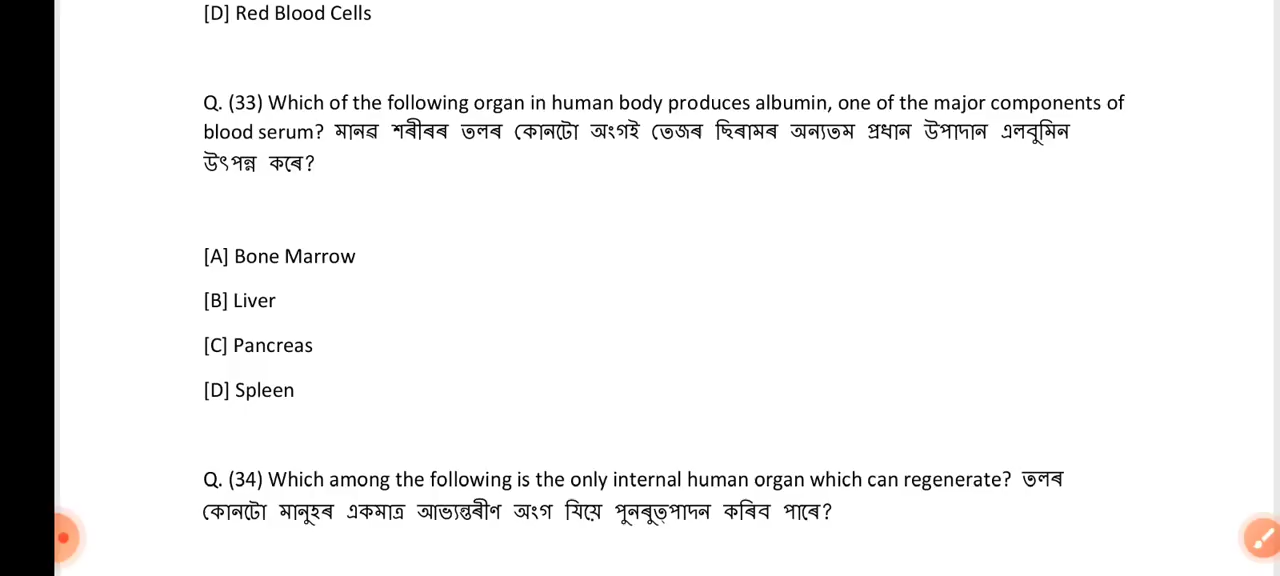 [D] Red Blood Cells
Q. (33) Which of the following organ in human body produces albumin, one of the major components of
blood serum? মানৱ শৰীৰৰ তলৰ কোনটো অংগই তেজৰ ছিৰামৰ অন্যতম প্ৰধান উপাদান এলবুমিন
উৎপন্ন কৰে?
[A] Bone Marrow
[B] Liver
[C] Pancreas
[D] Spleen
Q. (34) Which among the following is the only internal human organ which can regenerate? তলৰ
কোনটো মানুহৰ একমাত্ৰ আভ্যন্তৰীণ অংগ যিয়ে পুনৰুত্পাদন কৰিব পাৰে?